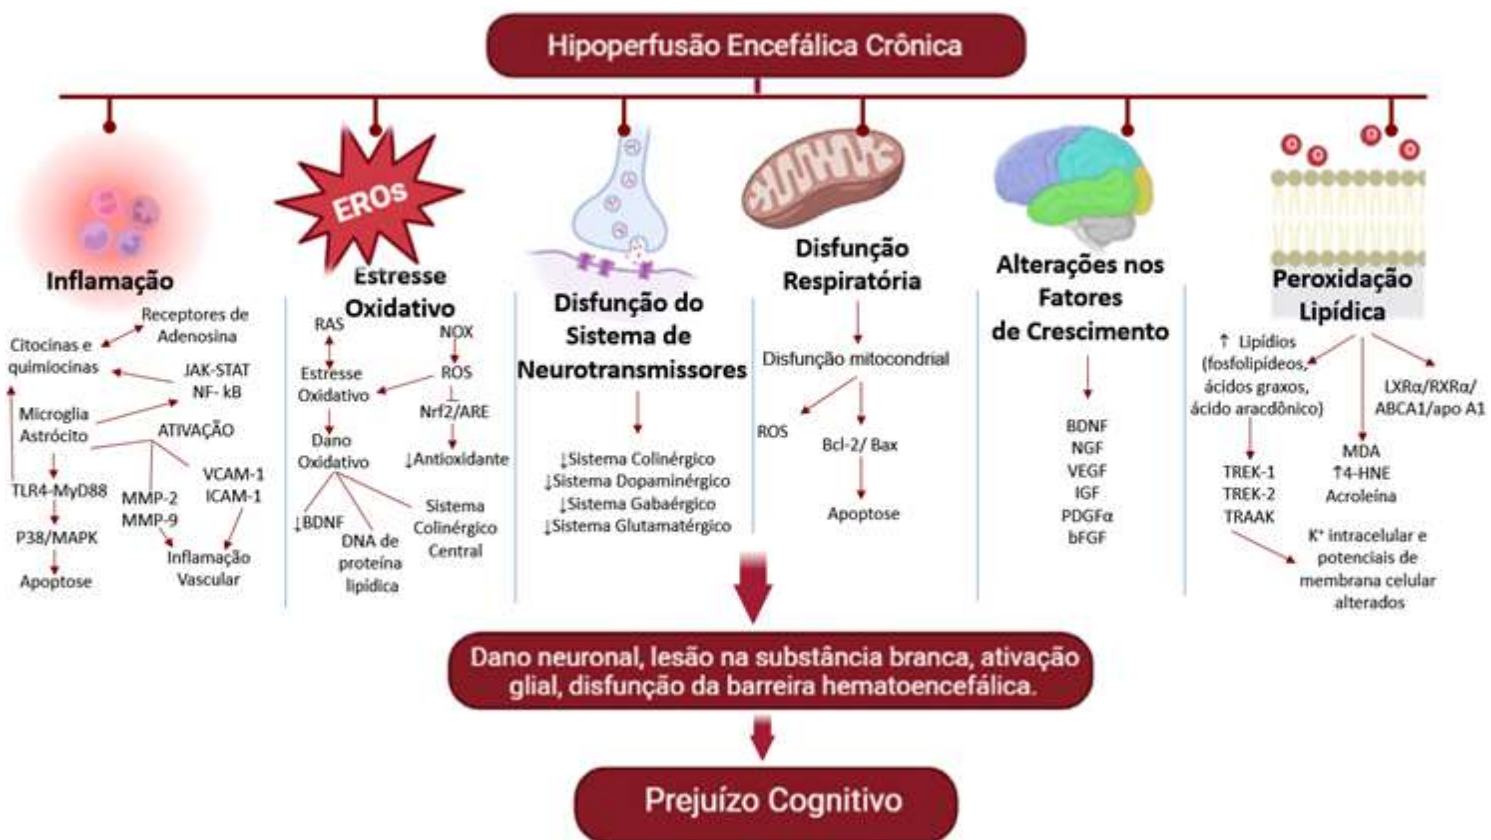 Hipoperfusão Encefálica Crônica
Inflamação
Receptores de
Adenosina
Citocinas e
quimiocinas
JAK-STAT
NF- kB
Microglia
Astrócito
ATIVAÇÃO
TLR4-MyD88
MMP-2
MMP-9
VCAM-1
ICAM-1
P38/MAPK
Inflamação
Vascular
Apoptose
EROs
Estresse
Oxidativo
RAS
NOX
Estresse
Oxidativo
ROS
Nrf2/ARE
Dano
Oxidativo
↓Antioxidante
↓BDNF
DNA de
proteína
lipídica
Sistema
Colinérgico
Central
Disfunção do
Sistema de
Neurotransmissores
↓Sistema Colinérgico
↓Sistema Dopaminérgico
↓Sistema Gabaérgico
↓Sistema Glutamatérgico
Disfunção
Respiratória
Disfunção mitocondrial
ROS
Bcl-2/ Bax
Apoptose
Alterações nos
Fatores
de Crescimento
BDNF
NGF
VEGF
IGF
PDGFα
bFGF
Peroxidação
Lipídica
↑ Lipídios
(fosfolipídeos,
ácidos graxos,
ácido aracdônico)
LXRα/RXRα/
ABCA1/apo A1
MDA
↑4-HNE
Acroleína
TREK-1
TREK-2
TRAAK
K⁺ intracelular e
potenciais de
membrana celular
alterados
Dano neuronal, lesão na substância branca, ativação
glial, disfunção da barreira hematoencefálica.
Prejuízo Cognitivo